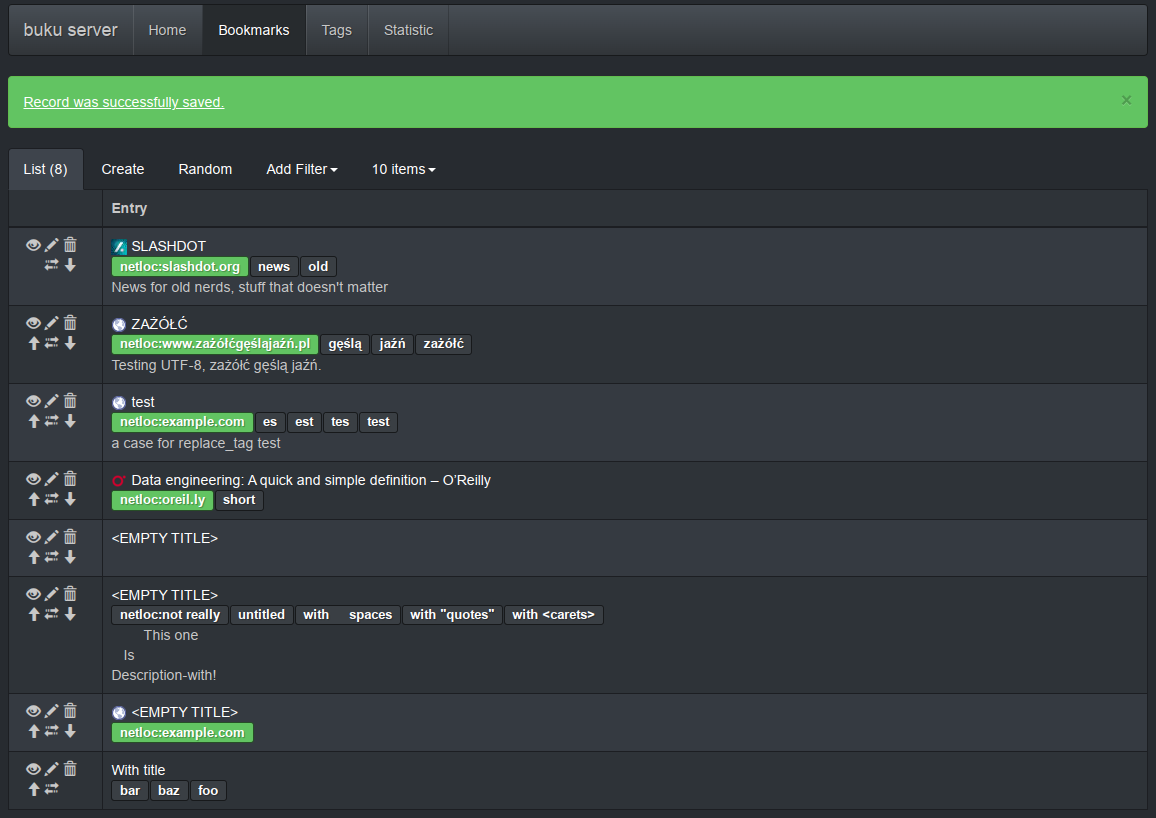 buku server Home Bookmarks Tags Statistic
Record was successfully saved. ×
List (8) Create Random Add Filter 10 items
Entry
SLASHDOT
netloc:slashdot.org news old
News for old nerds, stuff that doesn't matter
ZAŻÓŁĆ
netloc:www.zażółćgęśląjaźń.pl gęślą jaźń zażółć
Testing UTF-8, zażółć gęślą jaźń.
test
netloc:example.com es est tes test
a case for replace_tag test
Data engineering: A quick and simple definition – O'Reilly
netloc:oreil.ly short
<EMPTY TITLE>
<EMPTY TITLE>
netloc:not really untitled with    spaces with "quotes" with <carets>
This one
Is
Description-with!
<EMPTY TITLE>
netloc:example.com
With title
bar baz foo